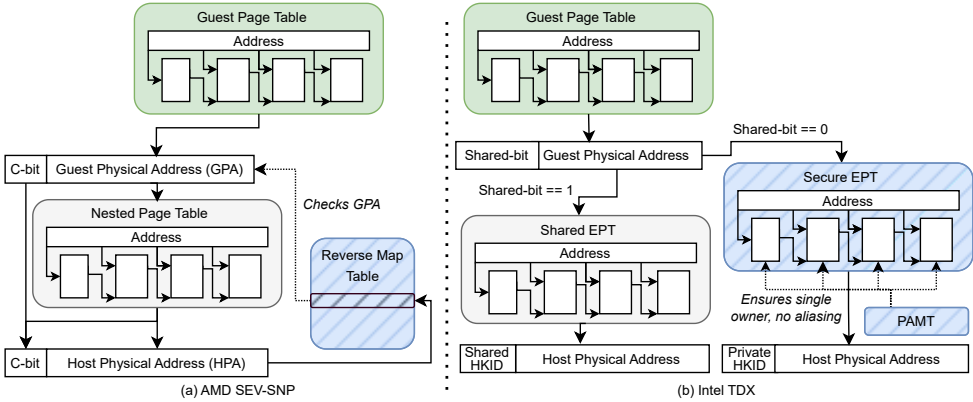 Guest Page Table
Address
C-bit
Guest Physical Address (GPA)
Checks GPA
Nested Page Table
Address
Reverse Map
Table
C-bit
Host Physical Address (HPA)
(a) AMD SEV-SNP
Guest Page Table
Address
Shared-bit == 0
Shared-bit
Guest Physical Address
Shared-bit == 1
Secure EPT
Address
Shared EPT
Address
Ensures single
owner, no aliasing
PAMT
Shared
HKID
Host Physical Address
Private
HKID
Host Physical Address
(b) Intel TDX